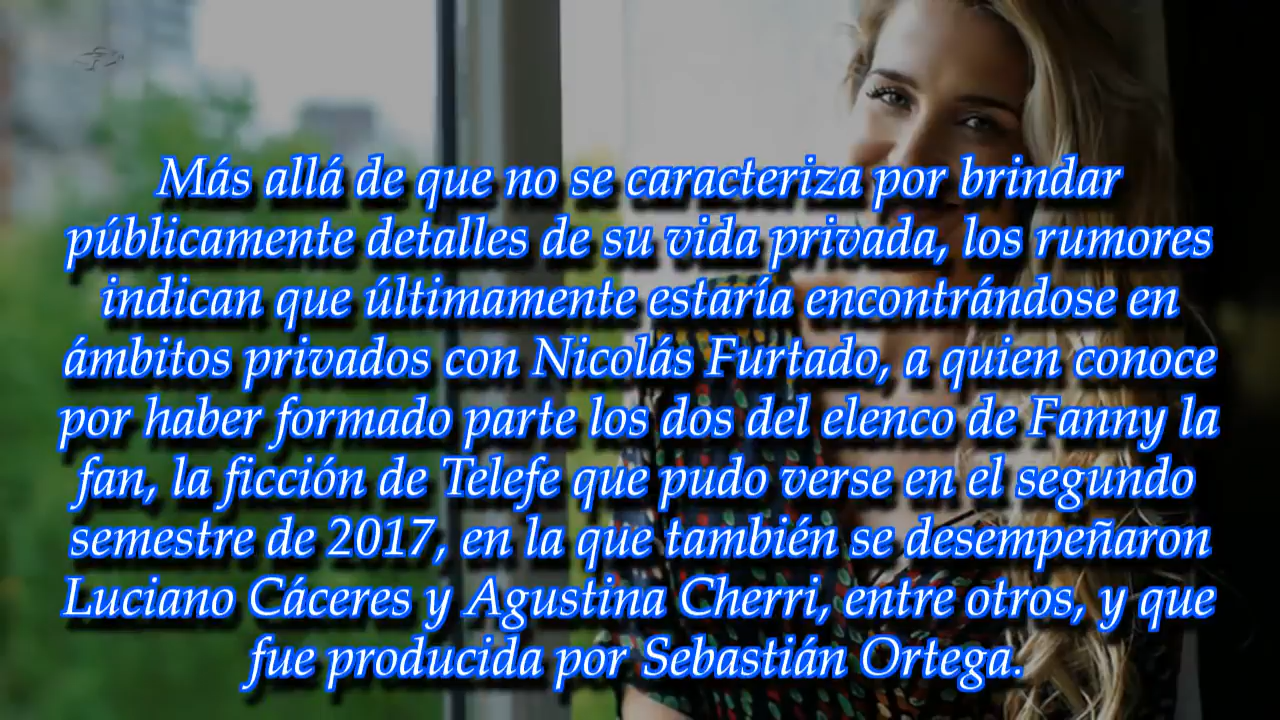 Más allá de que no se caracteriza por brindar
públicamente detalles de su vida privada, los rumores
indican que últimamente estaría encontrándose en
ámbitos privados con Nicolás Furtado, a quien conoce
por haber formado parte los dos del elenco de Fanny la
fan, la ficción de Telefe que pudo verse en el segundo
semestre de 2017, en la que también se desempeñaron
Luciano Cáceres y Agustina Cherri, entre otros, y que
fue producida por Sebastián Ortega.